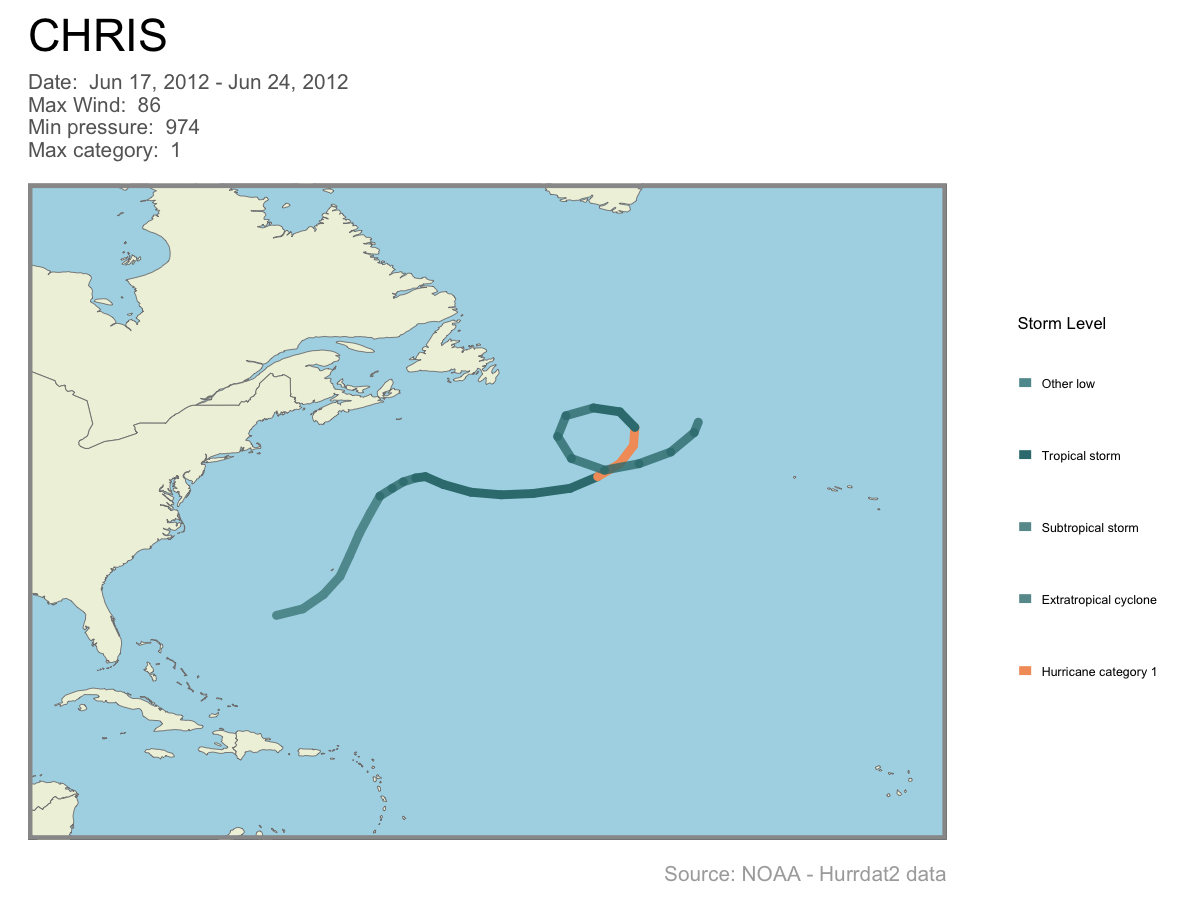 CHRIS
Date:  Jun 17, 2012 - Jun 24, 2012
Max Wind:  86
Min pressure:  974
Max category:  1
Storm Level
Other low
Tropical storm
Subtropical storm
Extratropical cyclone
Hurricane category 1
Source: NOAA - Hurrdat2 data